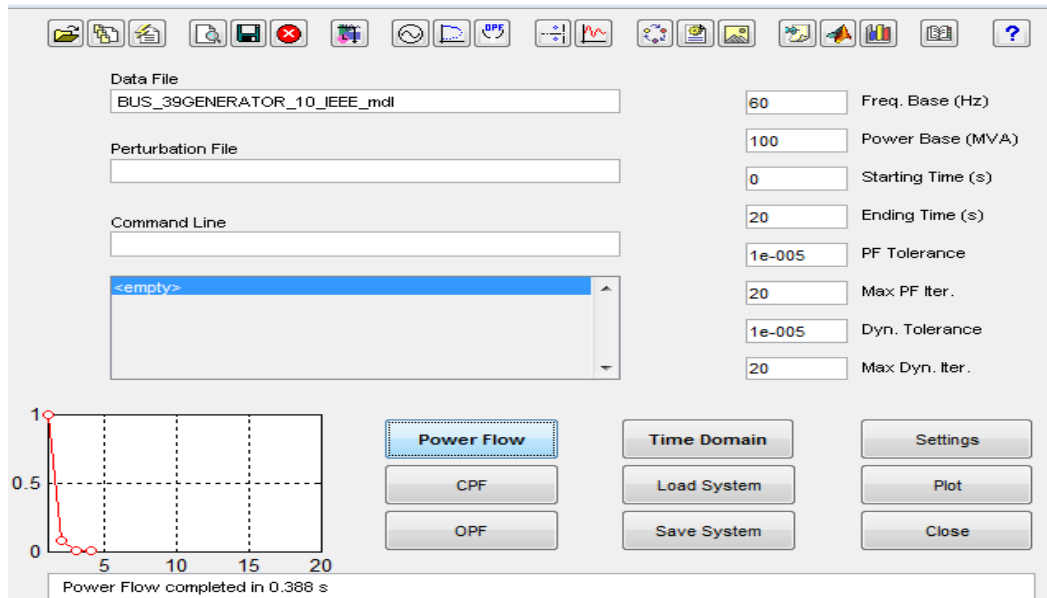 OPF
?
Data File
BUS_39GENERATOR_10_IEEE_mdl
60 Freq. Base (Hz)
100 Power Base (MVA)
Perturbation File
0 Starting Time (s)
20 Ending Time (s)
Command Line
1e-005 PF Tolerance
<empty>
20 Max PF Iter.
1e-005 Dyn. Tolerance
20 Max Dyn. Iter.
1
0.5
0
5 10 15 20
Power Flow Time Domain Settings
CPF Load System Plot
OPF Save System Close
Power Flow completed in 0.388 s